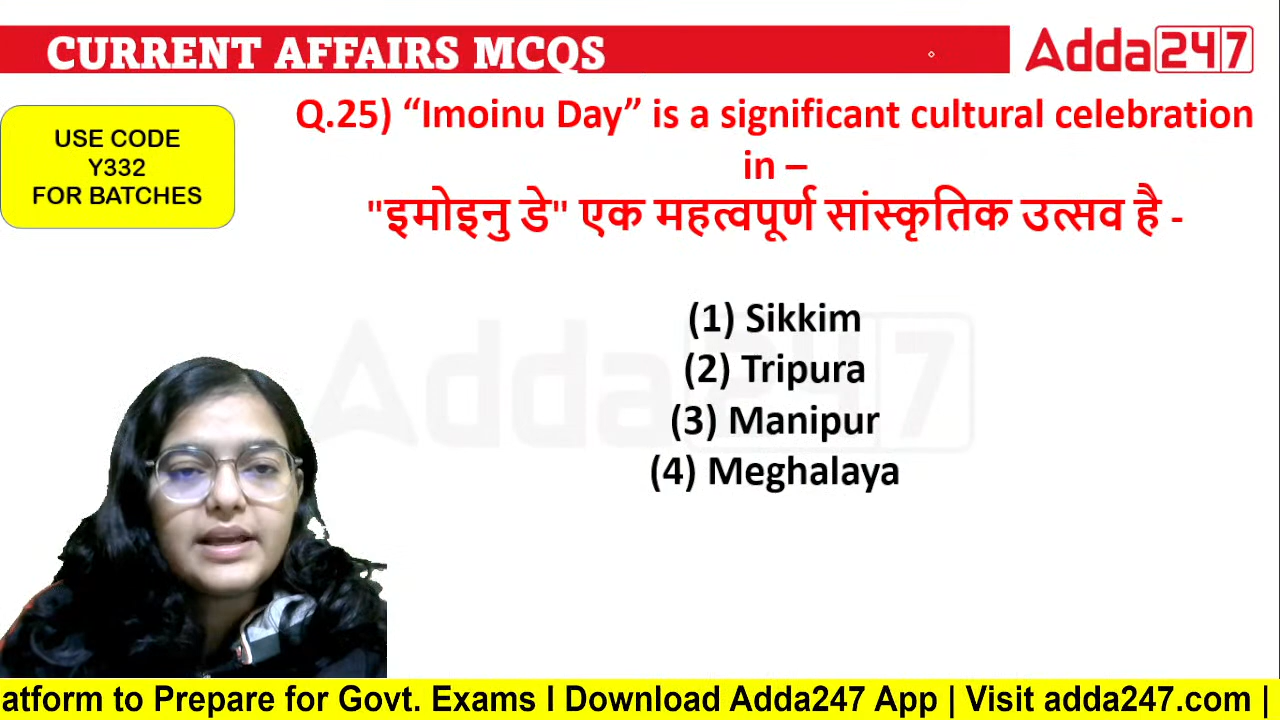 CURRENT AFFAIRS MCQS
Adda247
USE CODE
Y332
FOR BATCHES
Q.25) “Imoinu Day” is a significant cultural celebration
in –
"इमोइनु डे" एक महत्वपूर्ण सांस्कृतिक उत्सव है -
Adda247
(1) Sikkim
(2) Tripura
(3) Manipur
(4) Meghalaya
atform to Prepare for Govt. Exams I Download Adda247 App | Visit adda247.com |